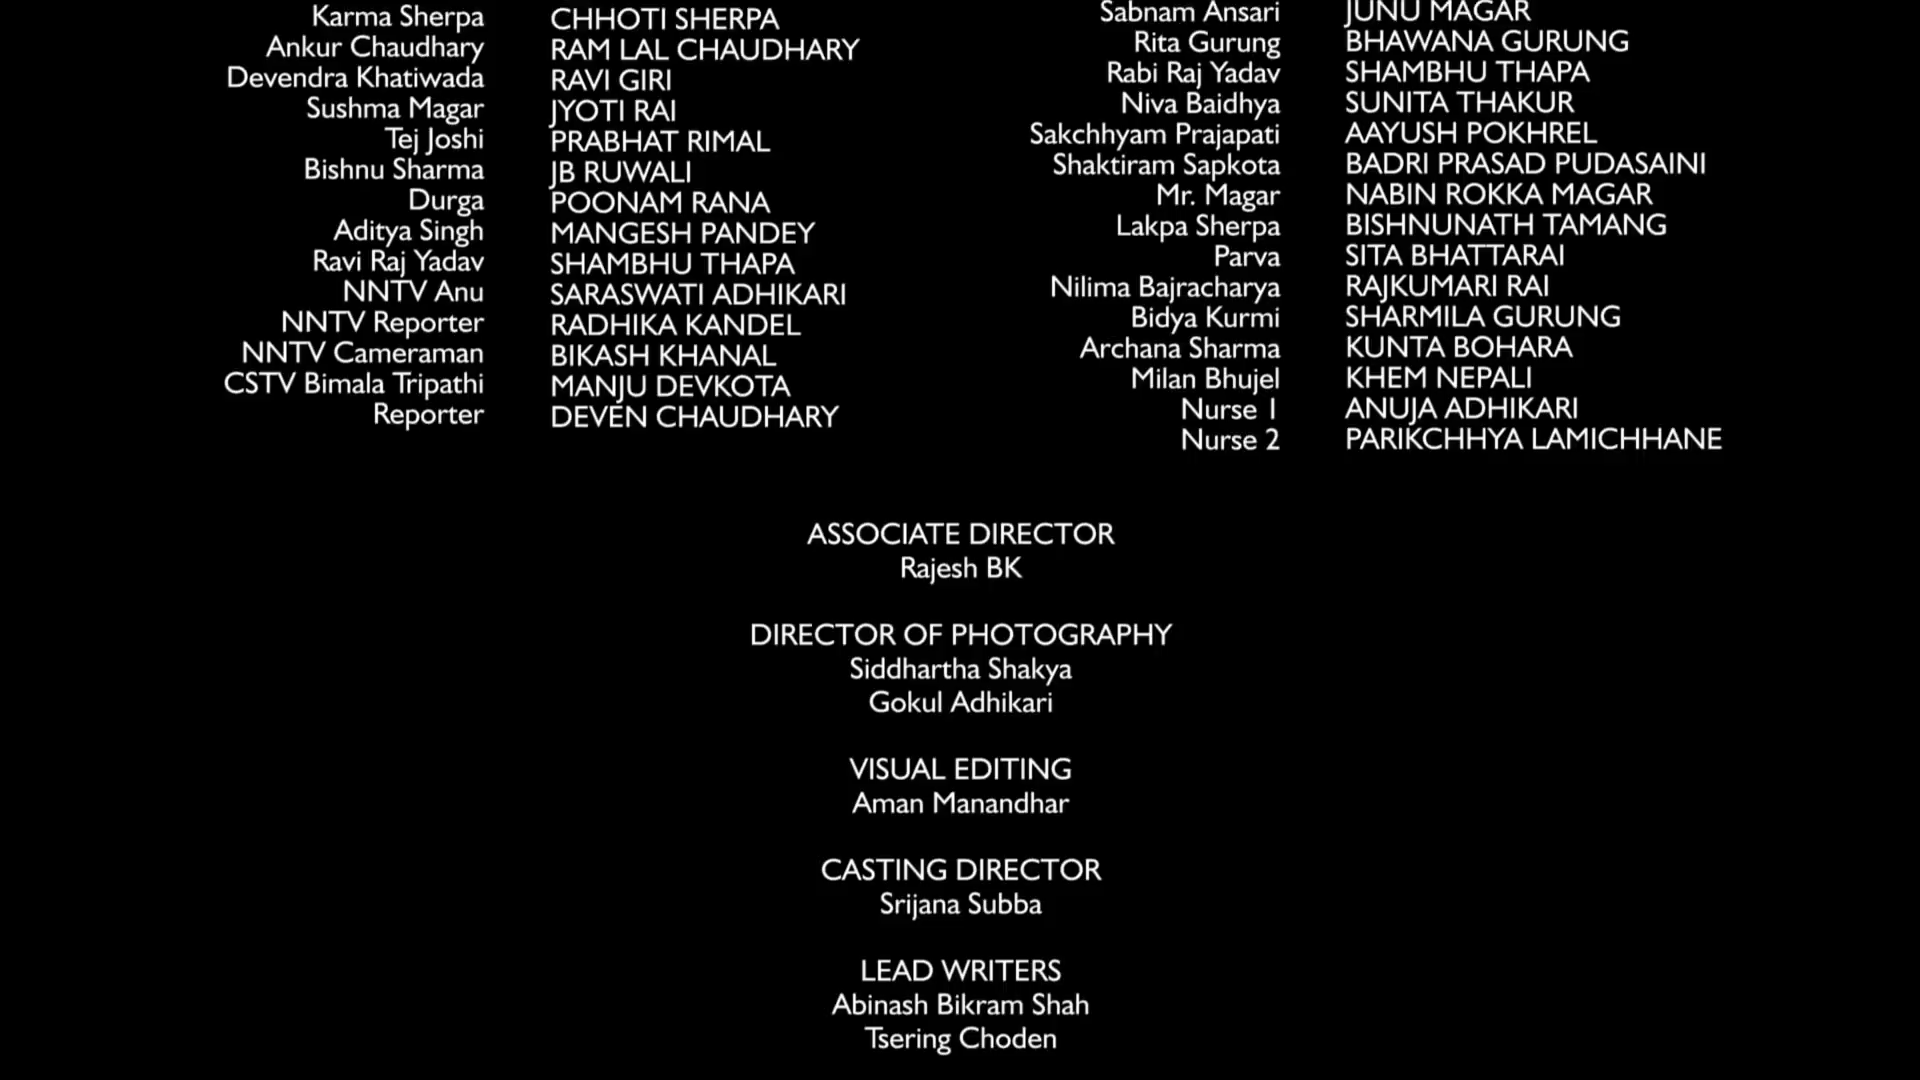 Karma Sherpa CHHOTI SHERPA
Ankur Chaudhary RAM LAL CHAUDHARY
Devendra Khatiwada RAVI GIRI
Sushma Magar JYOTI RAI
Tej Joshi PRABHAT RIMAL
Bishnu Sharma JB RUWALI
Durga POONAM RANA
Aditya Singh MANGESH PANDEY
Ravi Raj Yadav SHAMBHU THAPA
NNTV Anu SARASWATI ADHIKARI
NNTV Reporter RADHIKA KANDEL
NNTV Cameraman BIKASH KHANAL
CSTV Bimala Tripathi MANJU DEVKOTA
Reporter DEVEN CHAUDHARY
Sabnam Ansari JUNU MAGAR
Rita Gurung BHAWANA GURUNG
Rabi Raj Yadav SHAMBHU THAPA
Niva Baidhya SUNITA THAKUR
Sakchhyam Prajapati AAYUSH POKHREL
Shaktiram Sapkota BADRI PRASAD PUDASAINI
Mr. Magar NABIN ROKKA MAGAR
Lakpa Sherpa BISHNUNATH TAMANG
Parva SITA BHATTARAI
Nilima Bajracharya RAJKUMARI RAI
Bidya Kurmi SHARMILA GURUNG
Archana Sharma KUNTA BOHARA
Milan Bhujel KHEM NEPALI
Nurse 1 ANUJA ADHIKARI
Nurse 2 PARIKCHHYA LAMICHHANE
ASSOCIATE DIRECTOR
Rajesh BK
DIRECTOR OF PHOTOGRAPHY
Siddhartha Shakya
Gokul Adhikari
VISUAL EDITING
Aman Manandhar
CASTING DIRECTOR
Srijana Subba
LEAD WRITERS
Abinash Bikram Shah
Tsering Choden